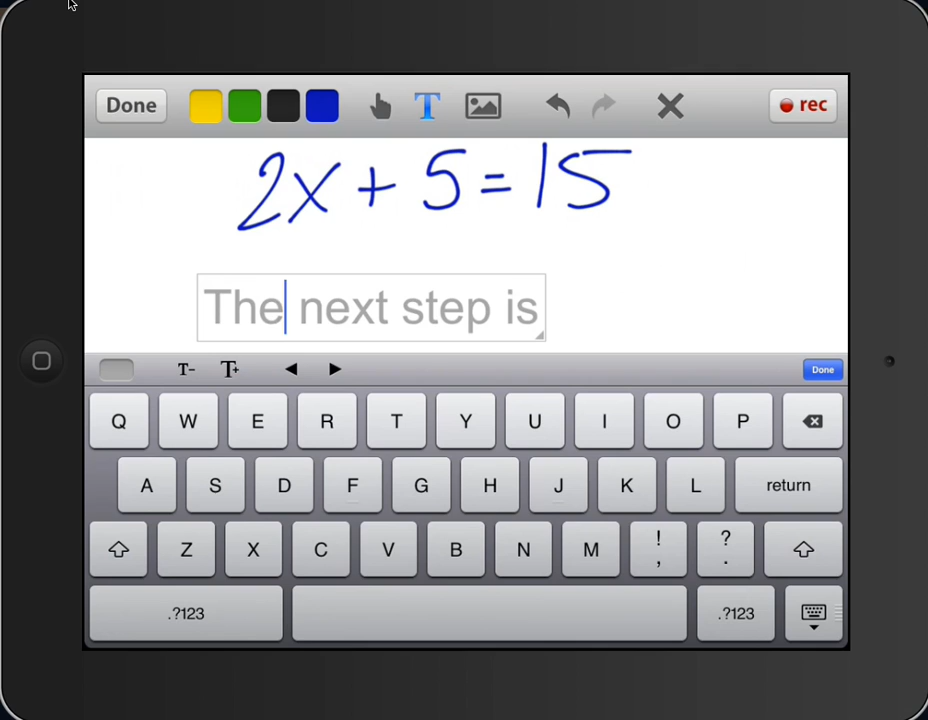 Done T rec
2x + 5 = 15
The next step is
T- T+ Done
Q W E R T Y U I O P
A S D F G H J K L return
Z X C V B N M ! , ? .
.?123 .?123